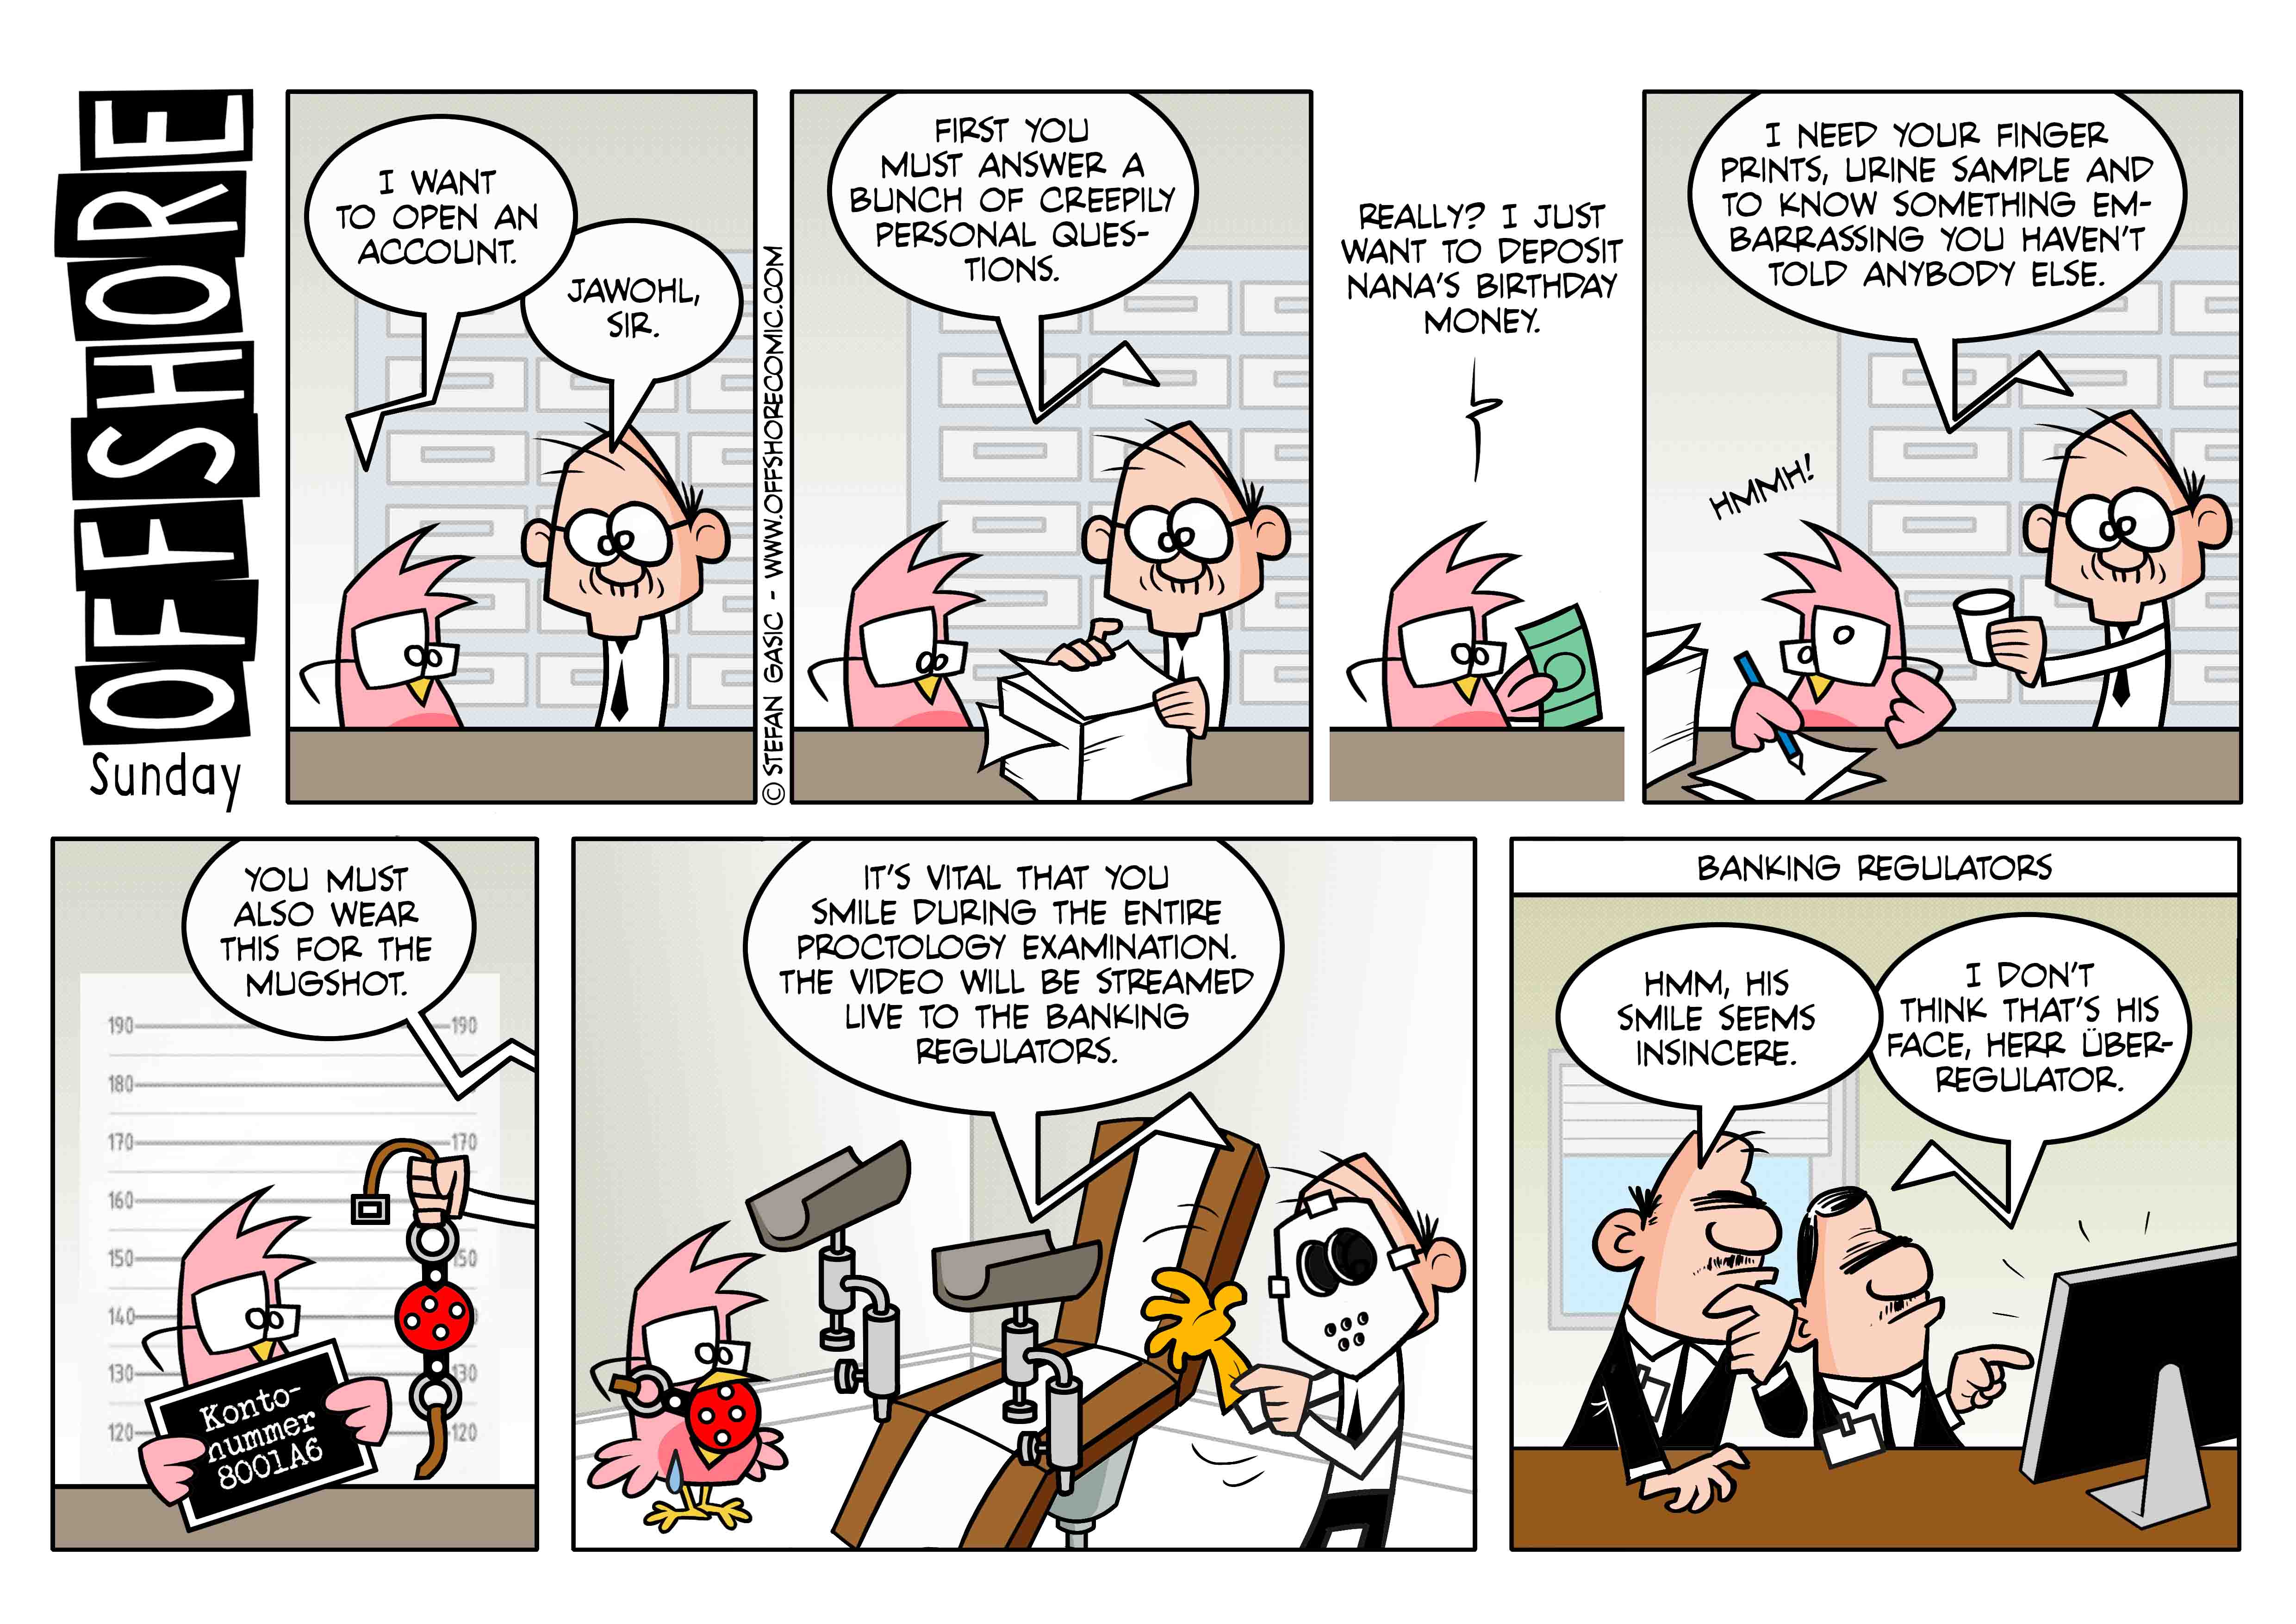 OFFSHORE
Sunday
I WANT
TO OPEN AN
ACCOUNT.
JAWOHL,
SIR.
© STEFAN GASIC - WWW.OFFSHORECOMIC.COM
FIRST YOU
MUST ANSWER A
BUNCH OF CREEPILY
PERSONAL QUES-
TIONS.
REALLY? I JUST
WANT TO DEPOSIT
NANA'S BIRTHDAY
MONEY.
I NEED YOUR FINGER
PRINTS, URINE SAMPLE AND
TO KNOW SOMETHING EM-
BARRASSING YOU HAVEN'T
TOLD ANYBODY ELSE.
HMMH!
YOU MUST
ALSO WEAR
THIS FOR THE
MUGSHOT.
190 190
180
170 170
160
150 150
140
130 130
120 120
Konto-
nummer
8001A6
IT'S VITAL THAT YOU
SMILE DURING THE ENTIRE
PROCTOLOGY EXAMINATION.
THE VIDEO WILL BE STREAMED
LIVE TO THE BANKING
REGULATORS.
BANKING REGULATORS
HMM, HIS
SMILE SEEMS
INSINCERE.
I DON'T
THINK THAT'S HIS
FACE, HERR ÜBER-
REGULATOR.